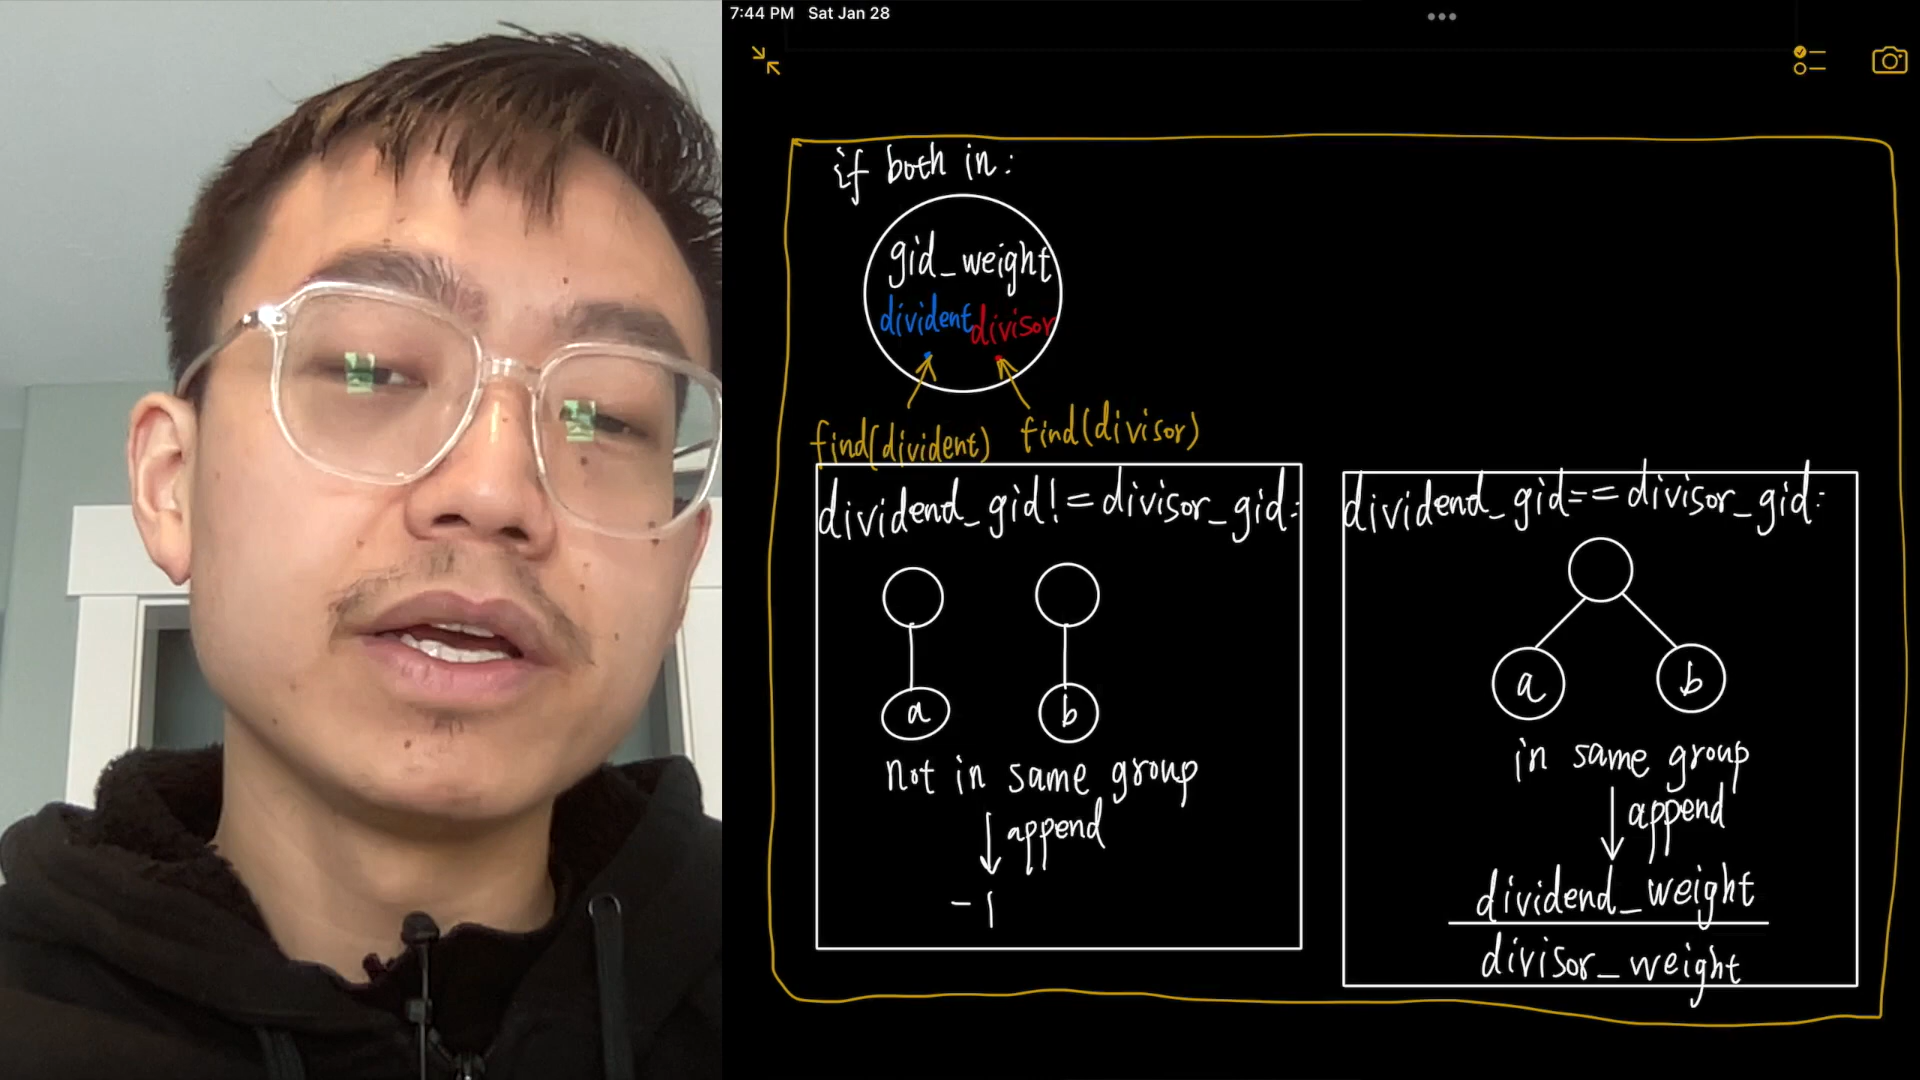 7:44 PM Sat Jan 28
if both in:
gid_weight
divident divisor
find(divident) find(divisor)
dividend_gid!=divisor_gid:
a b
not in same group
append
-1
dividend_gid==divisor_gid:
a b
in same group
append
dividend_weight
divisor_weight